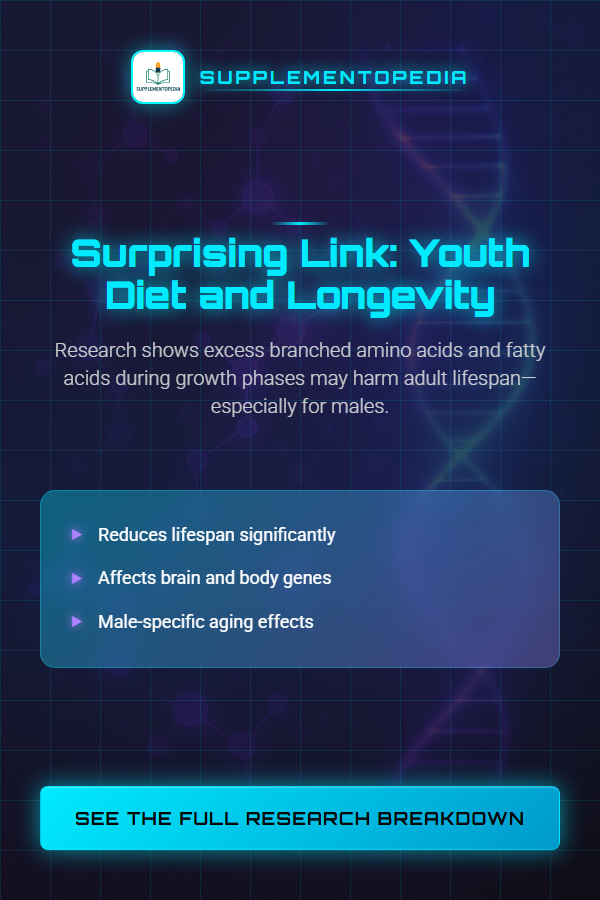 SUPPLEMENTOPEDIA
SUPPLEMENTOPEDIA
Surprising Link: Youth
Diet and Longevity
Research shows excess branched amino acids and fatty
acids during growth phases may harm adult lifespan—
especially for males.
Reduces lifespan significantly
Affects brain and body genes
Male-specific aging effects
SEE THE FULL RESEARCH BREAKDOWN